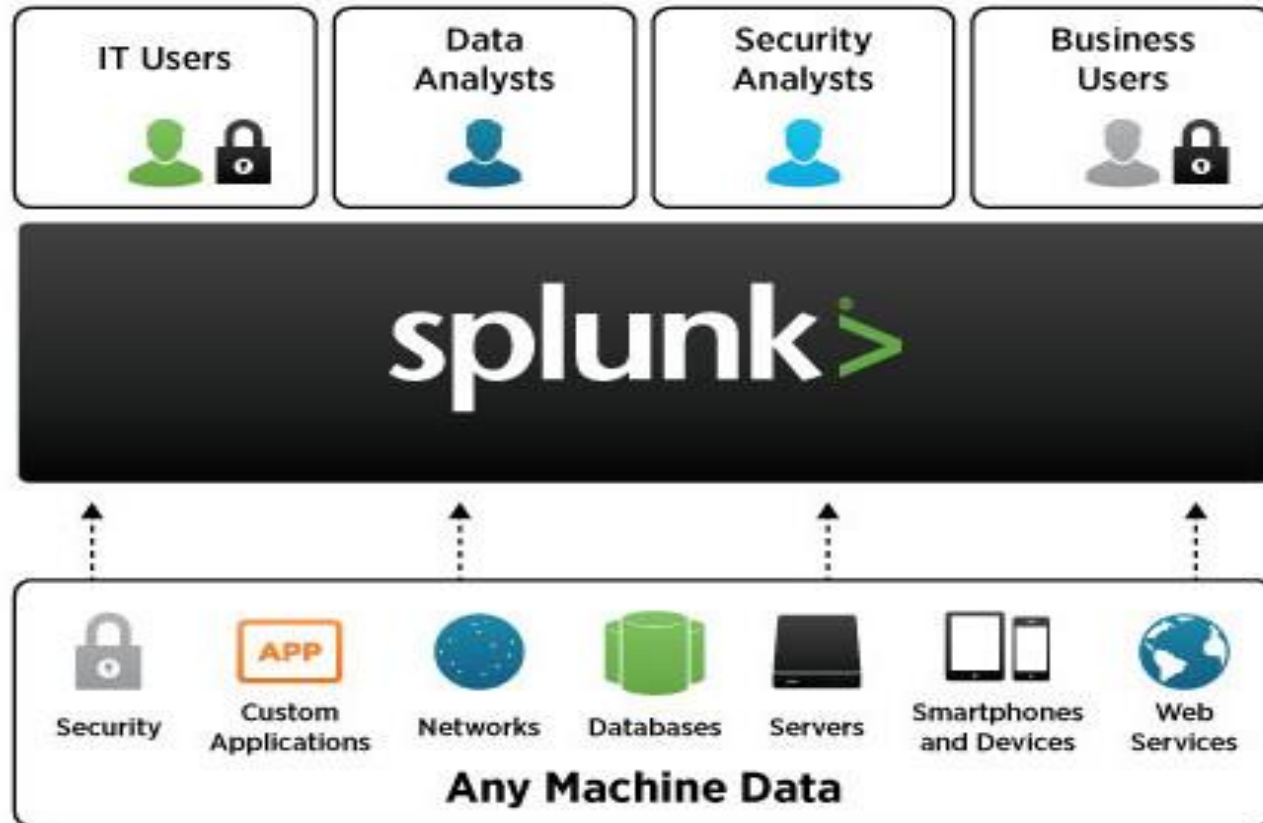 IT Users
Data
Analysts
Security
Analysts
Business
Users
splunk>
APP
Security
Custom
Applications
Networks
Databases
Servers
Smartphones
and Devices
Web
Services
Any Machine Data